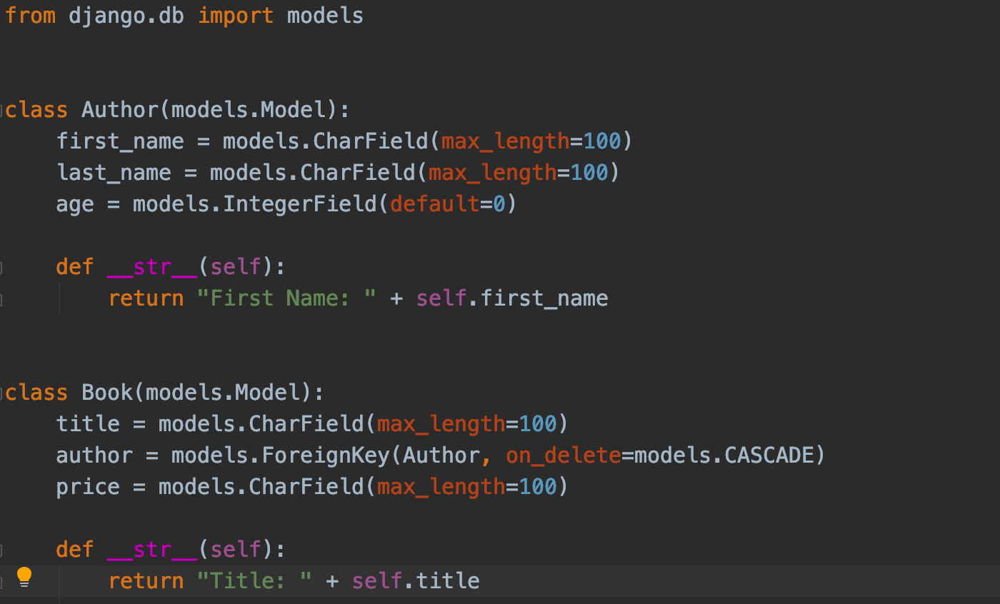 from django.db import models
class Author(models.Model):
    first_name = models.CharField(max_length=100)
    last_name = models.CharField(max_length=100)
    age = models.IntegerField(default=0)
    def __str__(self):
        return "First Name: " + self.first_name
class Book(models.Model):
    title = models.CharField(max_length=100)
    author = models.ForeignKey(Author, on_delete=models.CASCADE)
    price = models.CharField(max_length=100)
    def __str__(self):
        return "Title: " + self.title